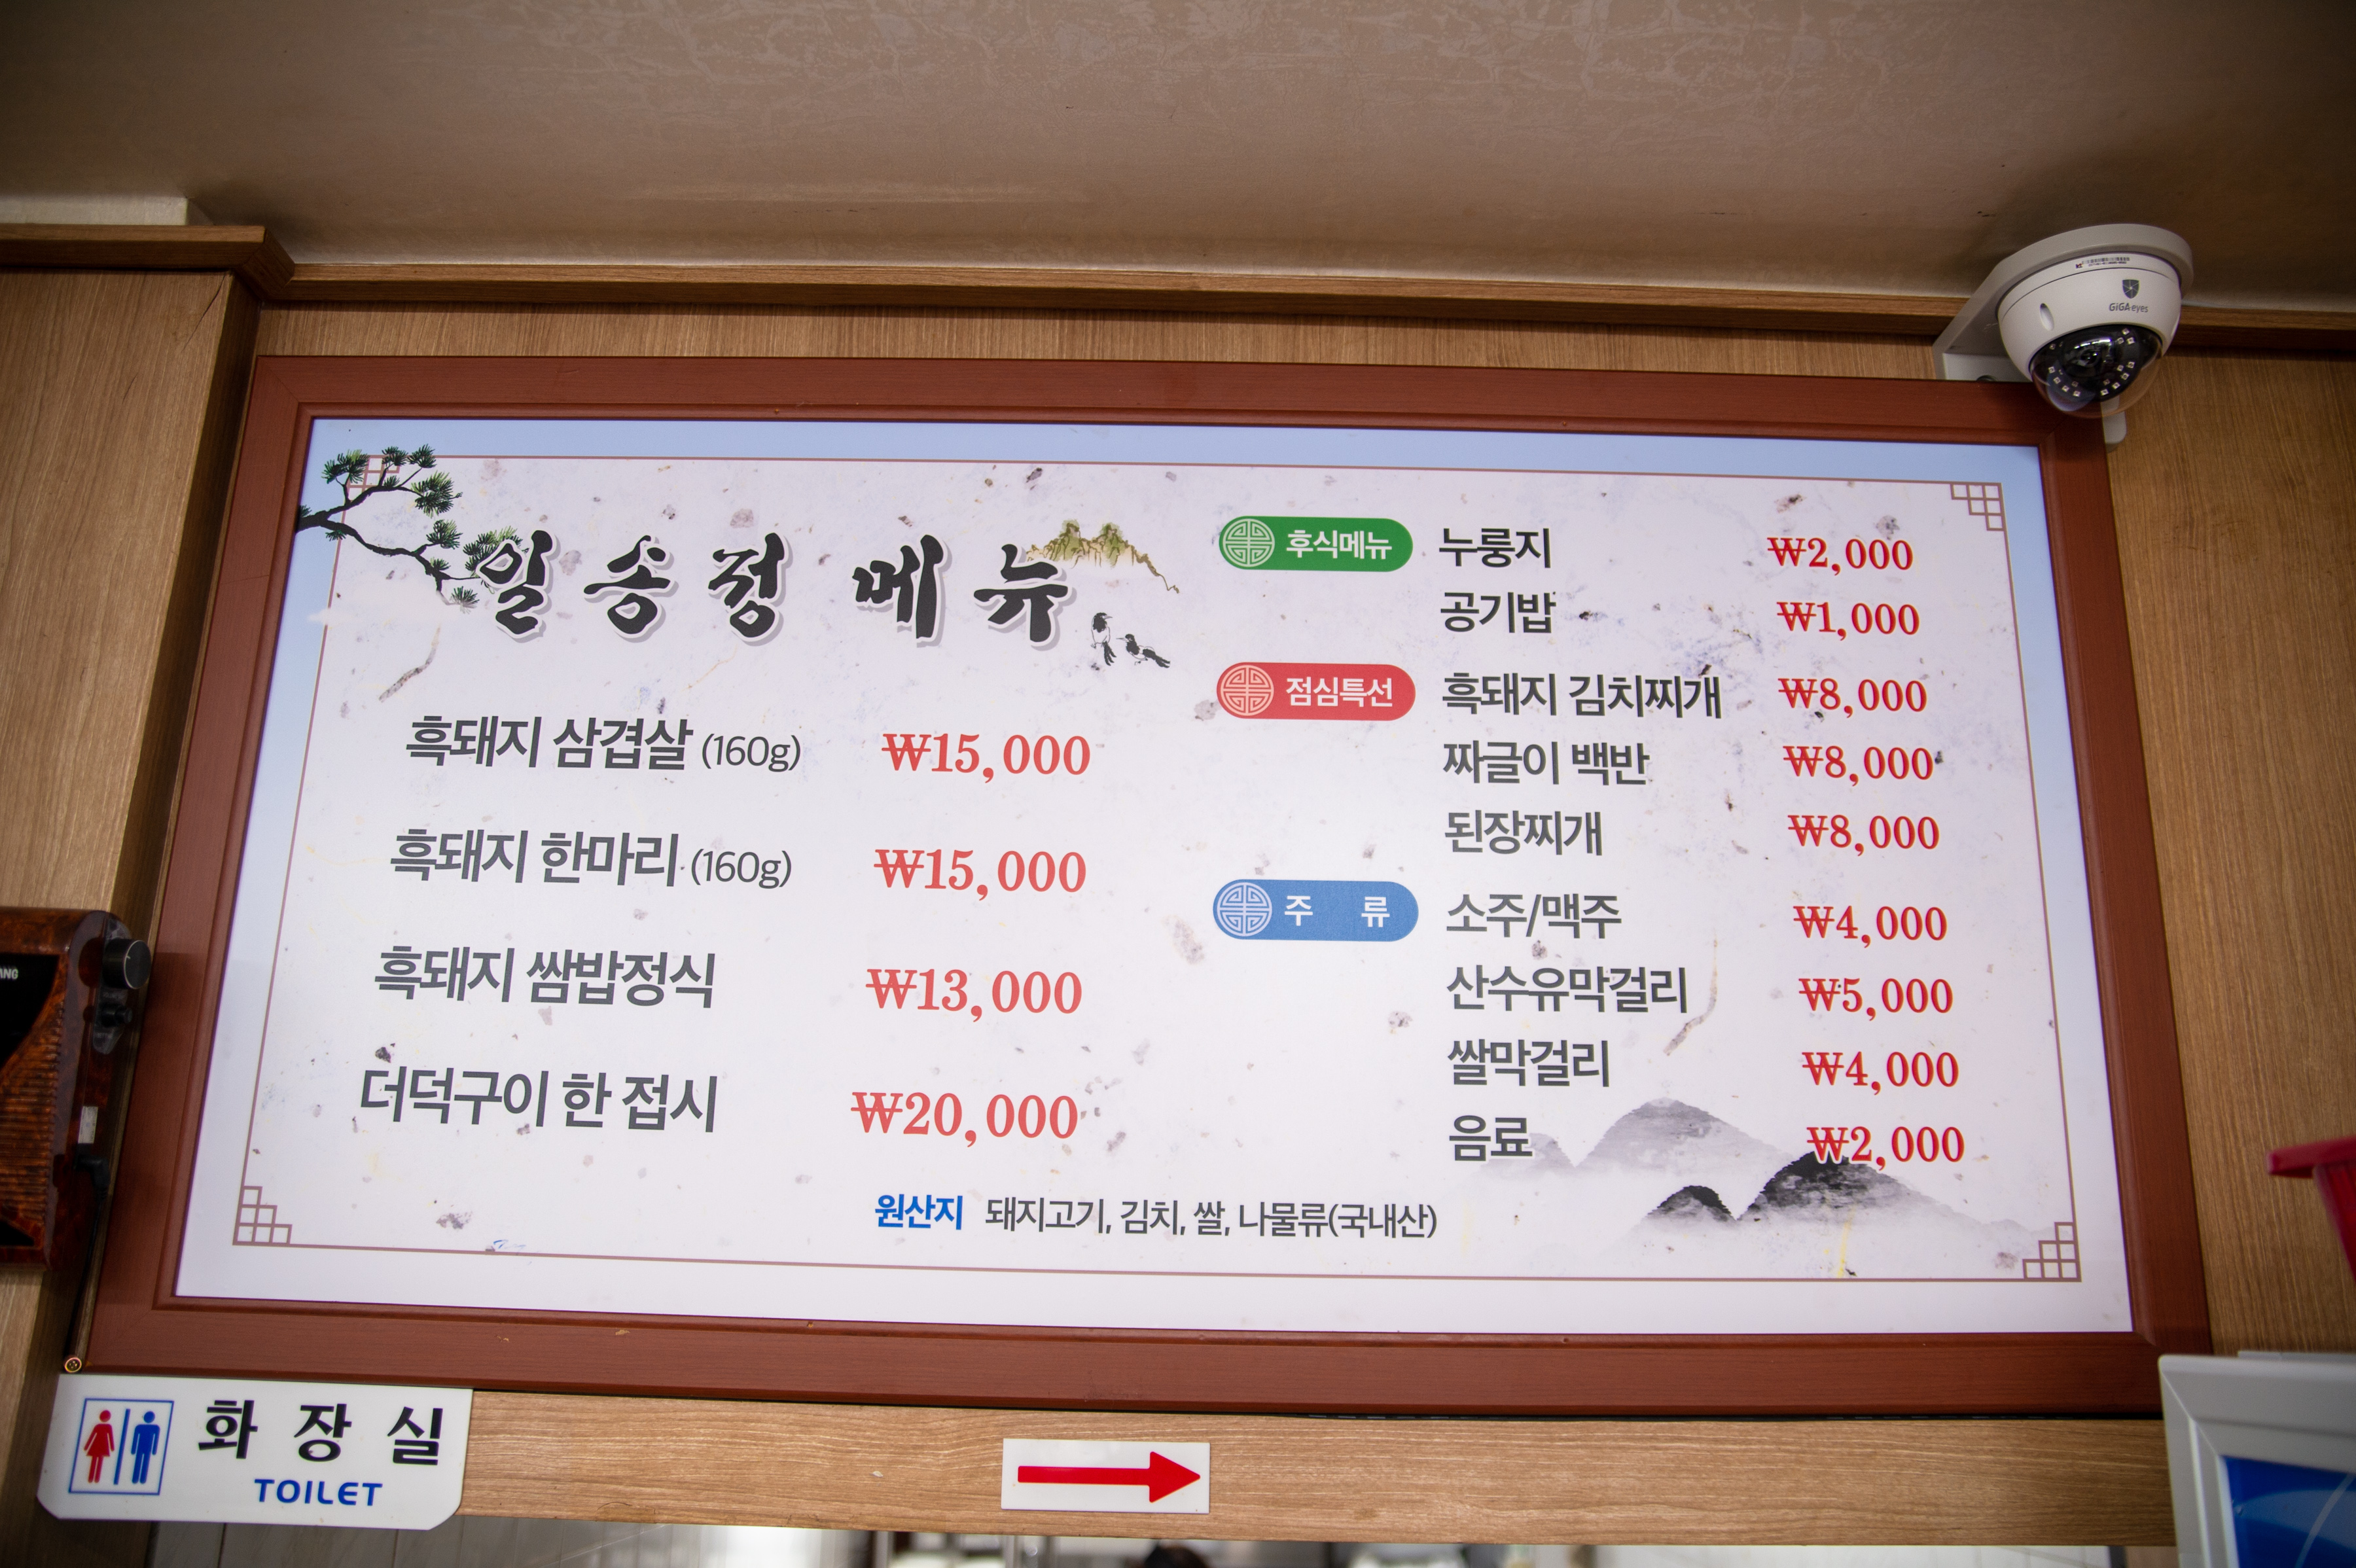 일송정 메뉴
흑돼지 삼겹살 (160g) ₩15,000
흑돼지 한마리 (160g) ₩15,000
흑돼지 쌈밥정식 ₩13,000
더덕구이 한 접시 ₩20,000
후식메뉴 누룽지 ₩2,000
공기밥 ₩1,000
점심특선 흑돼지 김치찌개 ₩8,000
짜글이 백반 ₩8,000
된장찌개 ₩8,000
주 류 소주/맥주 ₩4,000
산수유막걸리 ₩5,000
쌀막걸리 ₩4,000
음료 ₩2,000
원산지 돼지고기, 김치, 쌀, 나물류(국내산)
GiGA eyes
화장실
TOILET